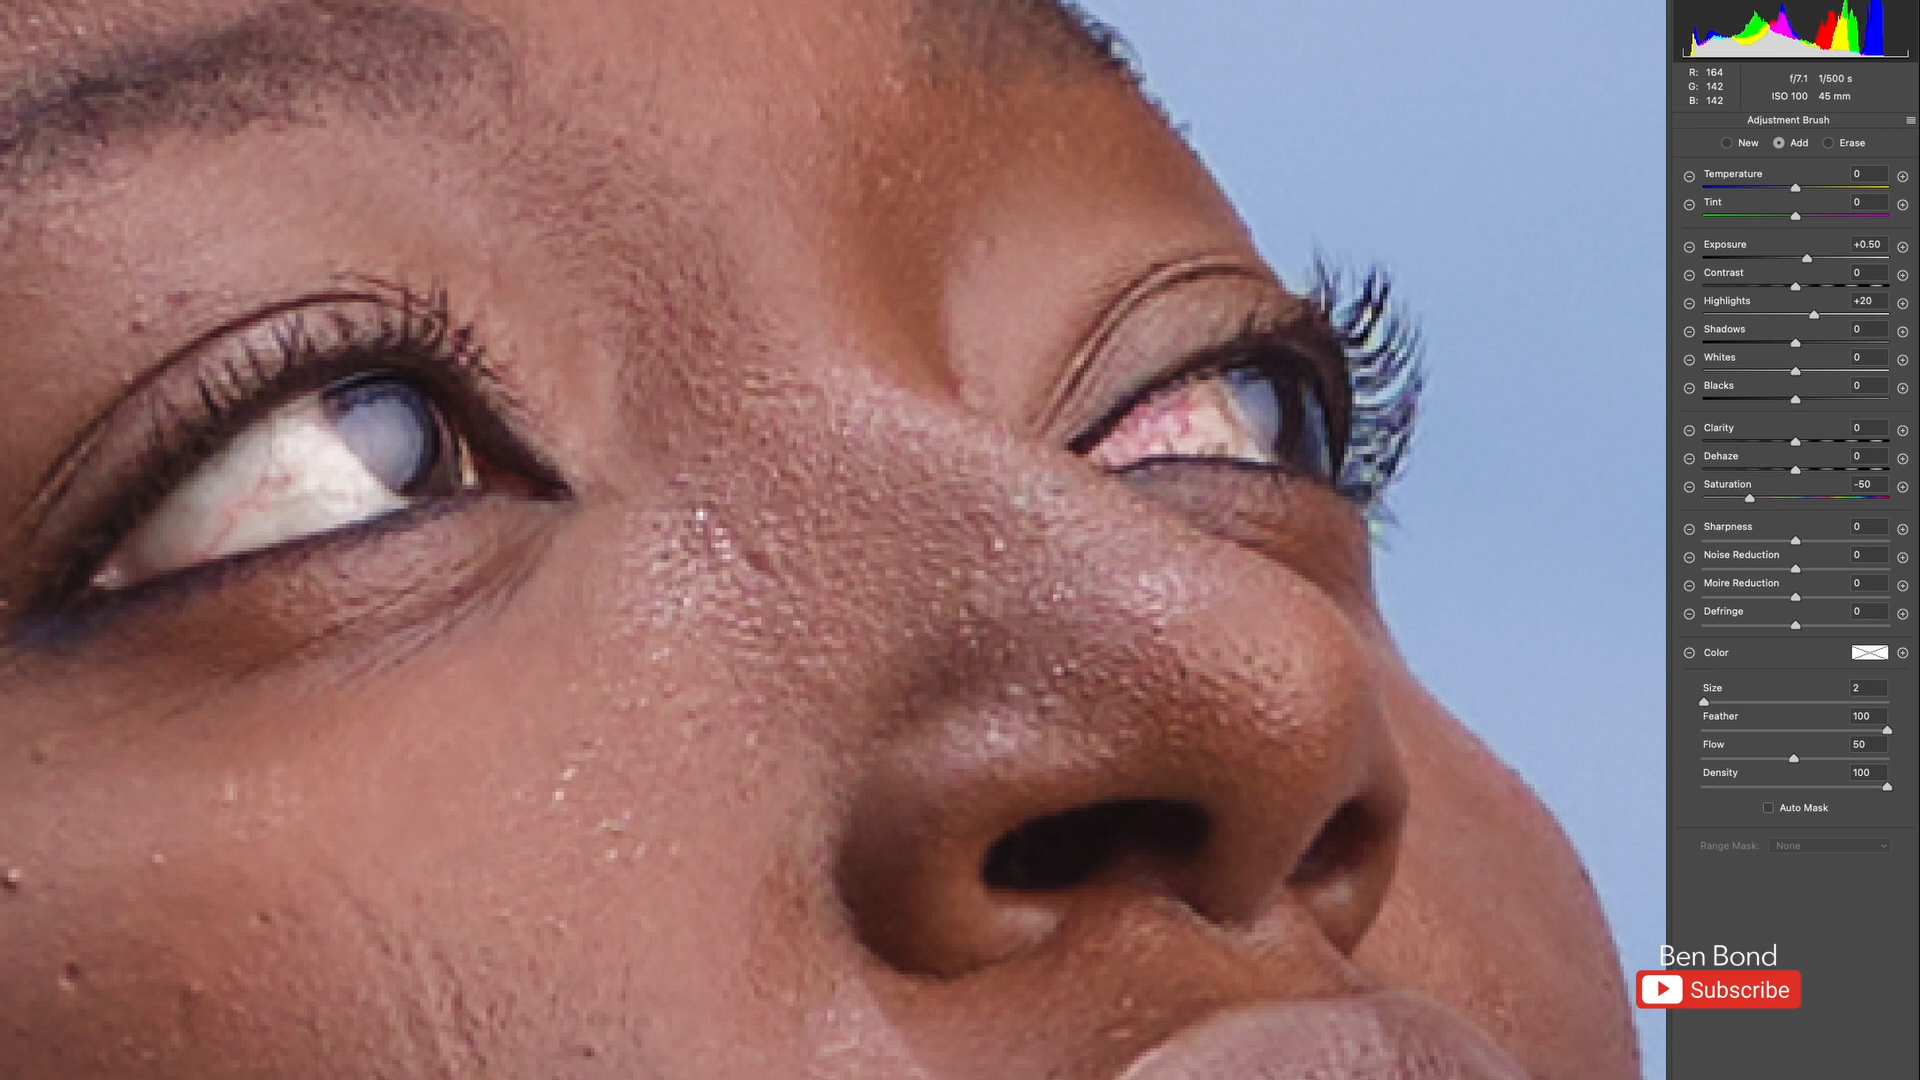 R: 164
G: 142
B: 142
f/7.1 1/500 s
ISO 100 45 mm
Adjustment Brush
New Add Erase
Temperature 0
Tint 0
Exposure +0.50
Contrast 0
Highlights +20
Shadows 0
Whites 0
Blacks 0
Clarity 0
Dehaze 0
Saturation -50
Sharpness 0
Noise Reduction 0
Moire Reduction 0
Defringe 0
Color
Size 2
Feather 100
Flow 50
Density 100
Auto Mask
Range Mask: None
Ben Bond
Subscribe